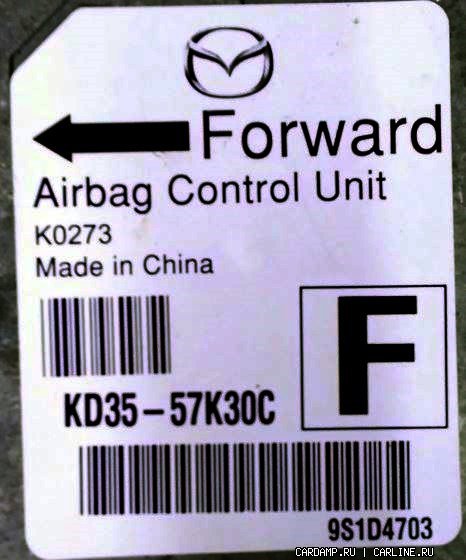 Forward
Airbag Control Unit
K0273
Made in China
F
KD35-57K30C
9S1D4703
CARDAMP.RU | CARLINE.RU